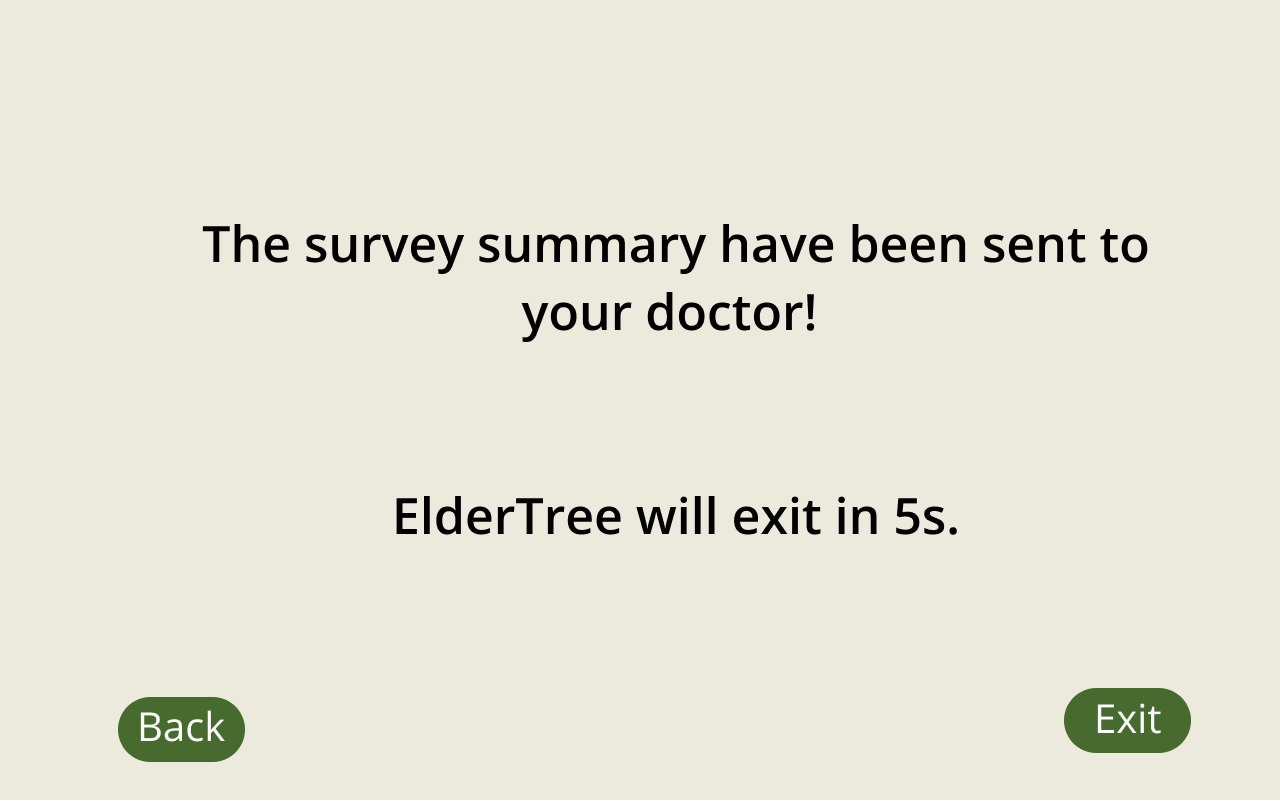 The survey summary have been sent to
your doctor!
ElderTree will exit in 5s.
Back
Exit